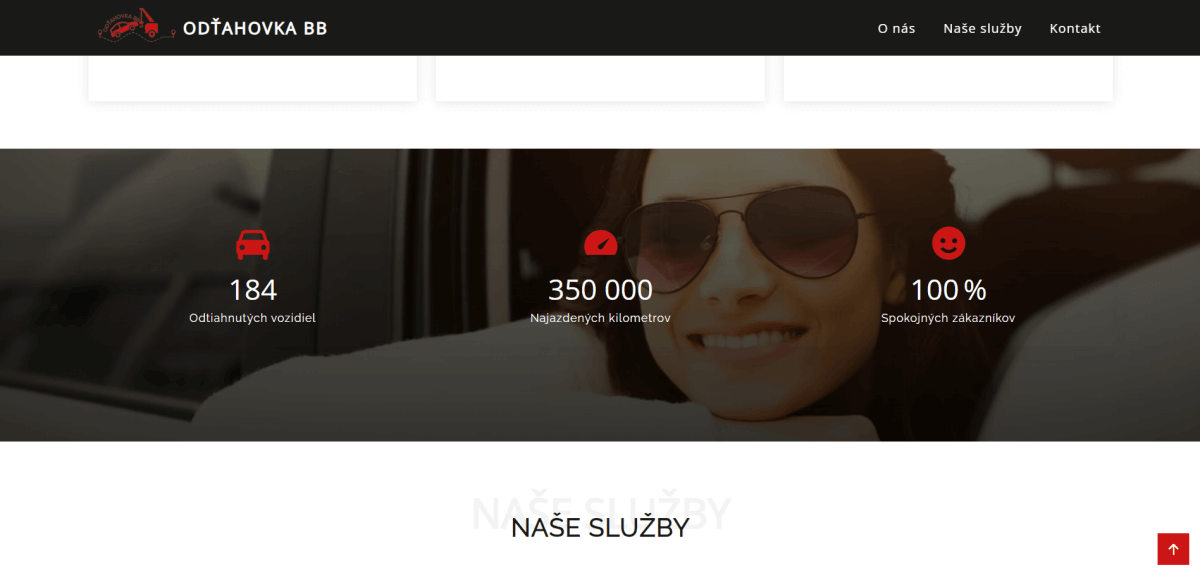 ODŤAHOVKA BB
ODŤAHOVKA BB
O nás
Naše služby
Kontakt
184
Odtiahnutých vozidiel
350 000
Najazdených kilometrov
100 %
Spokojných zákazníkov
NAŠE SLUŽBY
NAŠE SLUŽBY